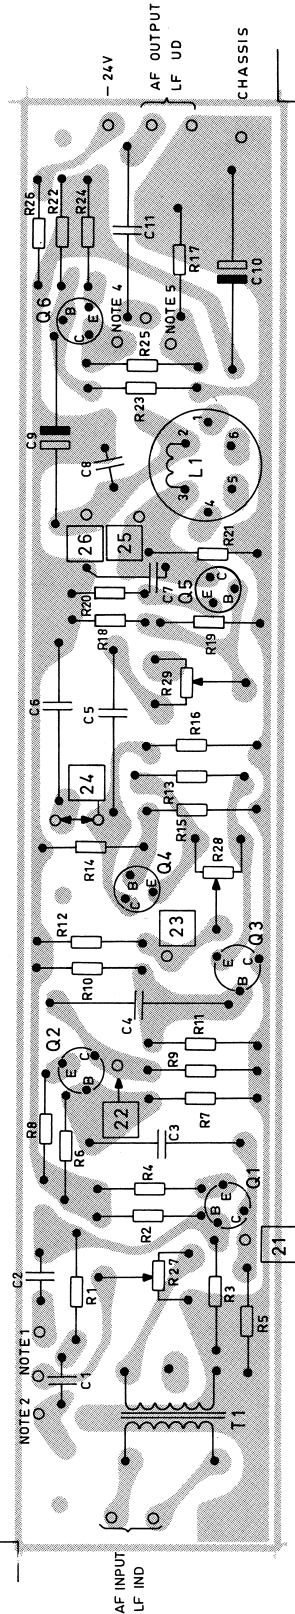 AF INPUT
LF IND
T1
NOTE 2
NOTE 1
C1
C2
R1
R27
R3
R5
21
Q1
B
E
C
R2
R4
C3
R6
R8
22
Q2
E
B
C
R7
R9
R11
C4
R10
R12
Q3
E
C
B
23
Q4
B
C
E
R28
R14
24
R15
R13
R16
C5
C6
R29
R19
Q5
E
C
B
R18
R20
C7
R21
26
25
L1
1
2
3
4
5
6
C8
C9
R23
R25
Q6
C
B
E
NOTE 4
NOTE 5
C10
R17
C11
R24
R22
R26
– 24V
AF OUTPUT
LF UD
CHASSIS